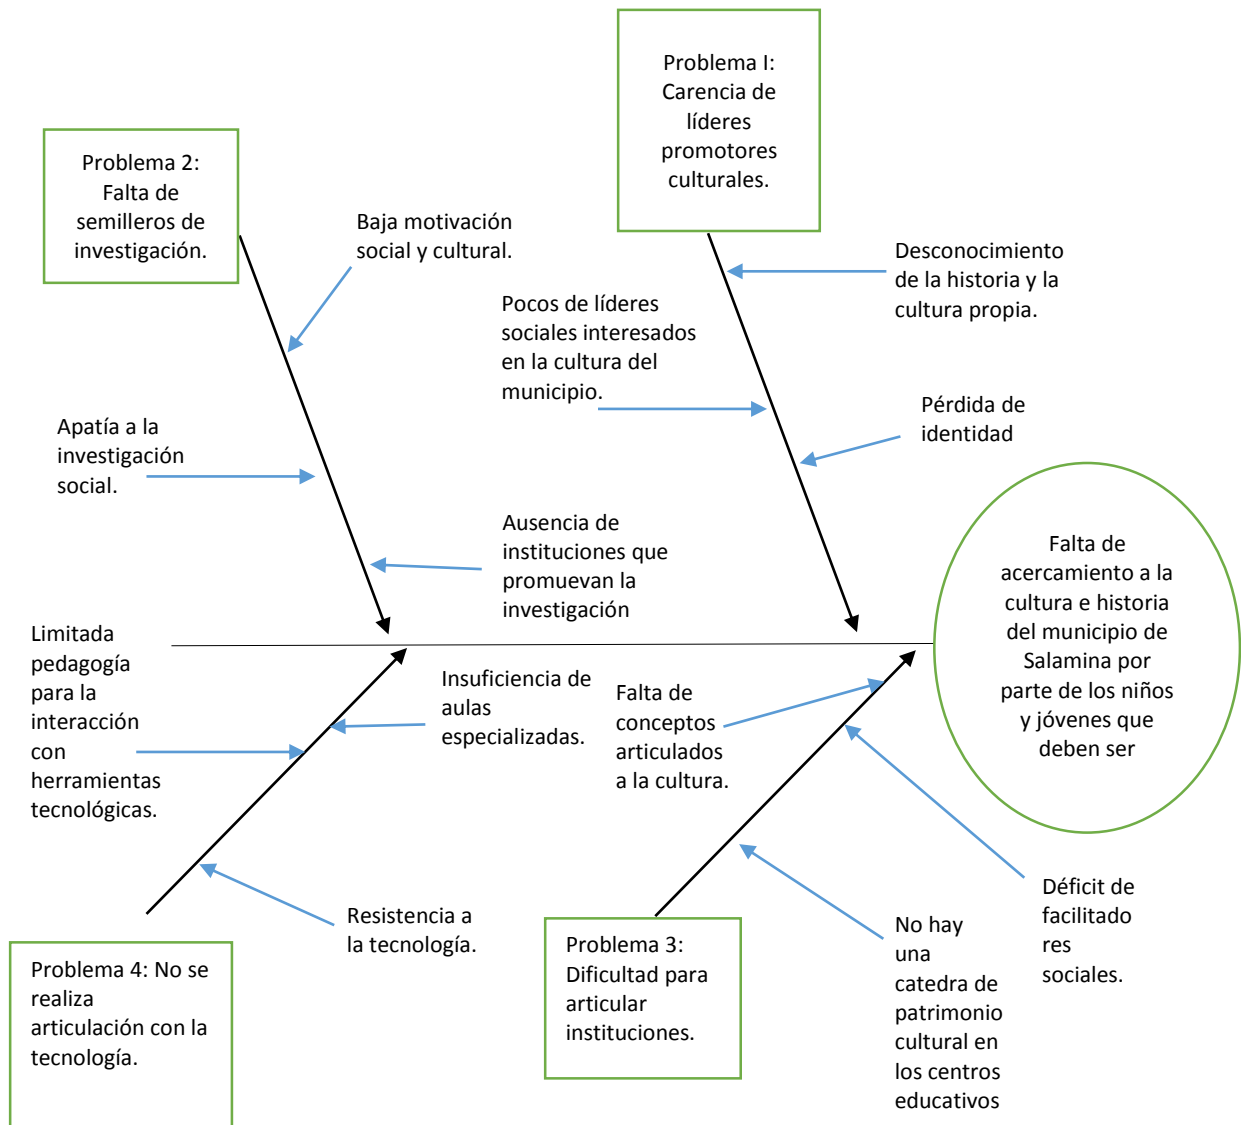 Problema I:
Carencia de
líderes
promotores
culturales.
Problema 2:
Falta de
semilleros de
investigación.
Baja motivación
social y cultural.
Desconocimiento
de la historia y la
cultura propia.
Pocos de líderes
sociales interesados
en la cultura del
municipio.
Pérdida de
identidad
Apatía a la
investigación
social.
Ausencia de
instituciones que
promuevan la
investigación
Falta de
acercamiento a la
cultura e historia
del municipio de
Salamina por
parte de los niños
y jóvenes que
deben ser
Limitada
pedagogía
para la
interacción
con
herramientas
tecnológicas.
Insuficiencia de
aulas
especializadas.
Falta de
conceptos
articulados
a la cultura.
Resistencia a
la tecnología.
Déficit de
facilitado
res
sociales.
No hay
una
catedra de
patrimonio
cultural en
los centros
educativos
Problema 3:
Dificultad para
articular
instituciones.
Problema 4: No se
realiza
articulación con la
tecnología.